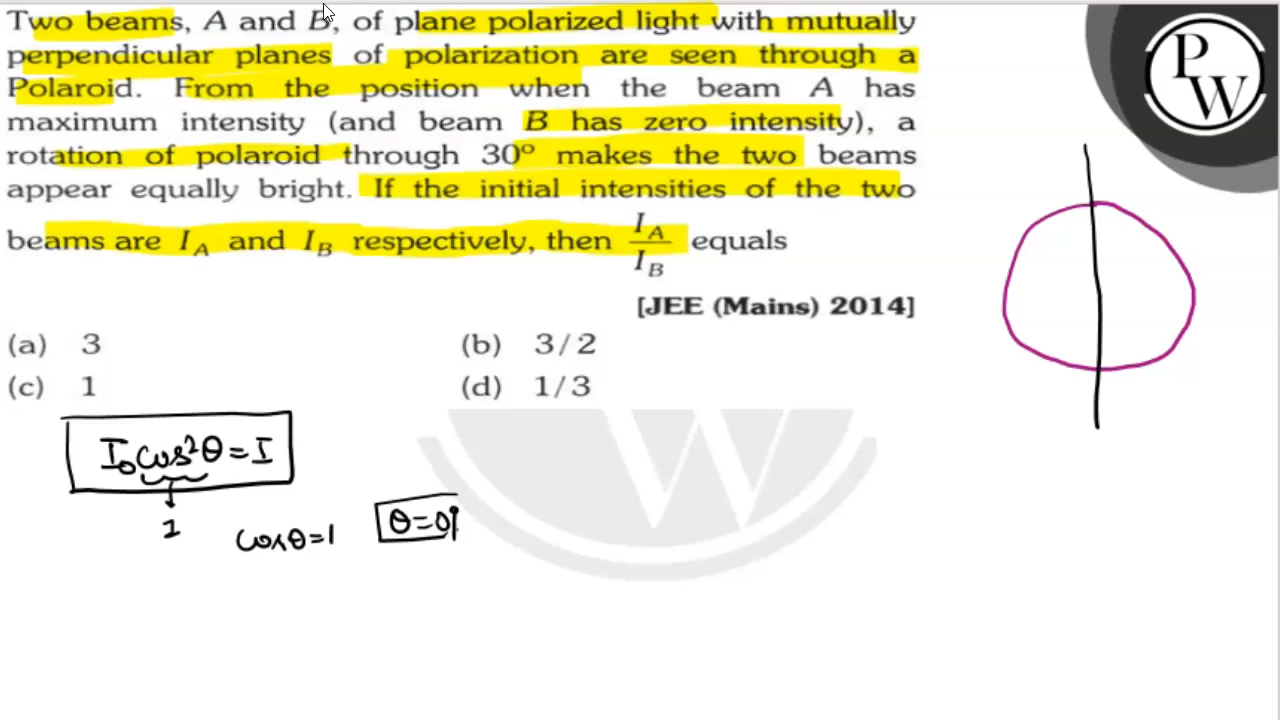 Two beams, A and B, of plane polarized light with mutually
perpendicular planes of polarization are seen through a
Polaroid. From the position when the beam A has
maximum intensity (and beam B has zero intensity), a
rotation of polaroid through 30º makes the two beams
appear equally bright. If the initial intensities of the two
beams are I_A and I_B respectively, then I_A/I_B equals
[JEE (Mains) 2014]
(a) 3 (b) 3/2
(c) 1 (d) 1/3
I₀cos²θ=I
1
cosθ=1 θ=0°
P
W